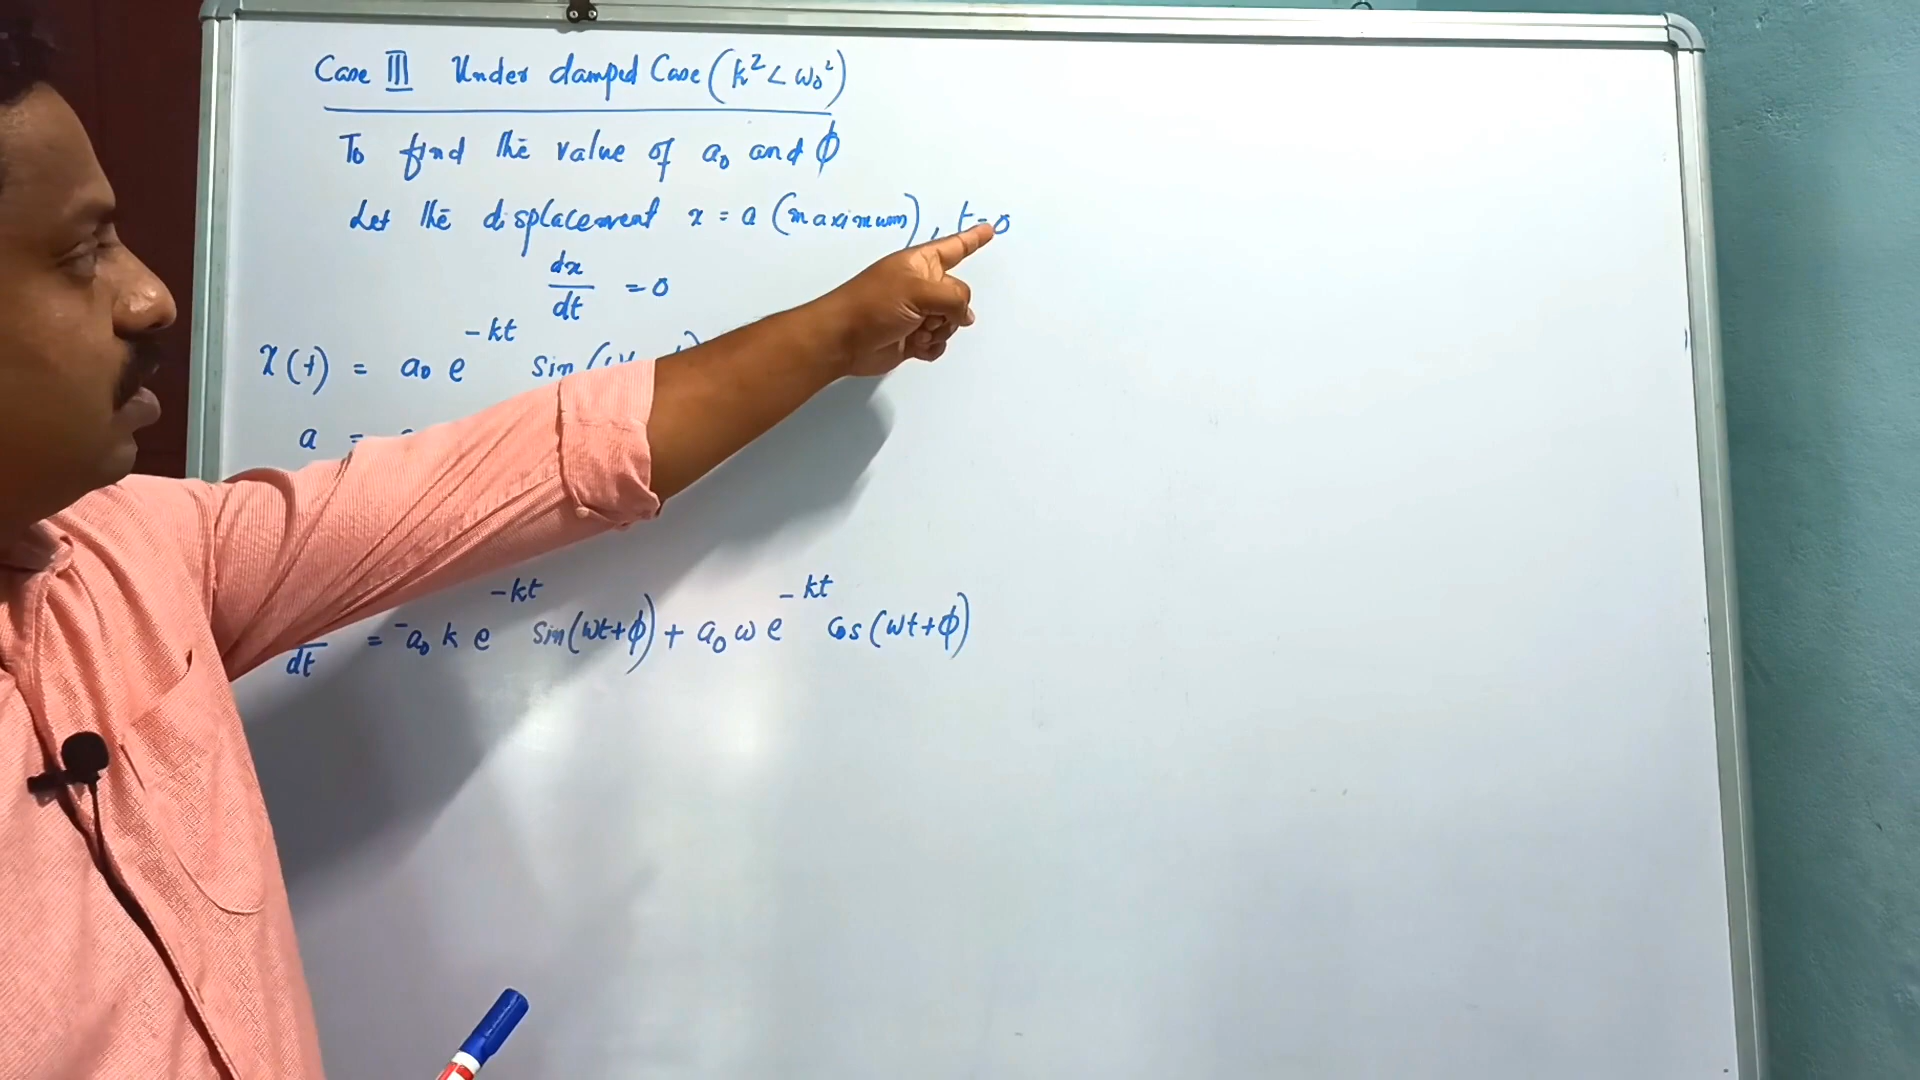 Case III Under damped Case (k² < ω₀²)
To find the value of a₀ and ϕ
Let the displacement x = a (maximum), t=0
dx/dt = 0
x(t) = a₀ e^(-kt) sin(
a =
dt = -a₀ k e^(-kt) sin(ωt+ϕ) + a₀ ω e^(-kt) cos(ωt+ϕ)